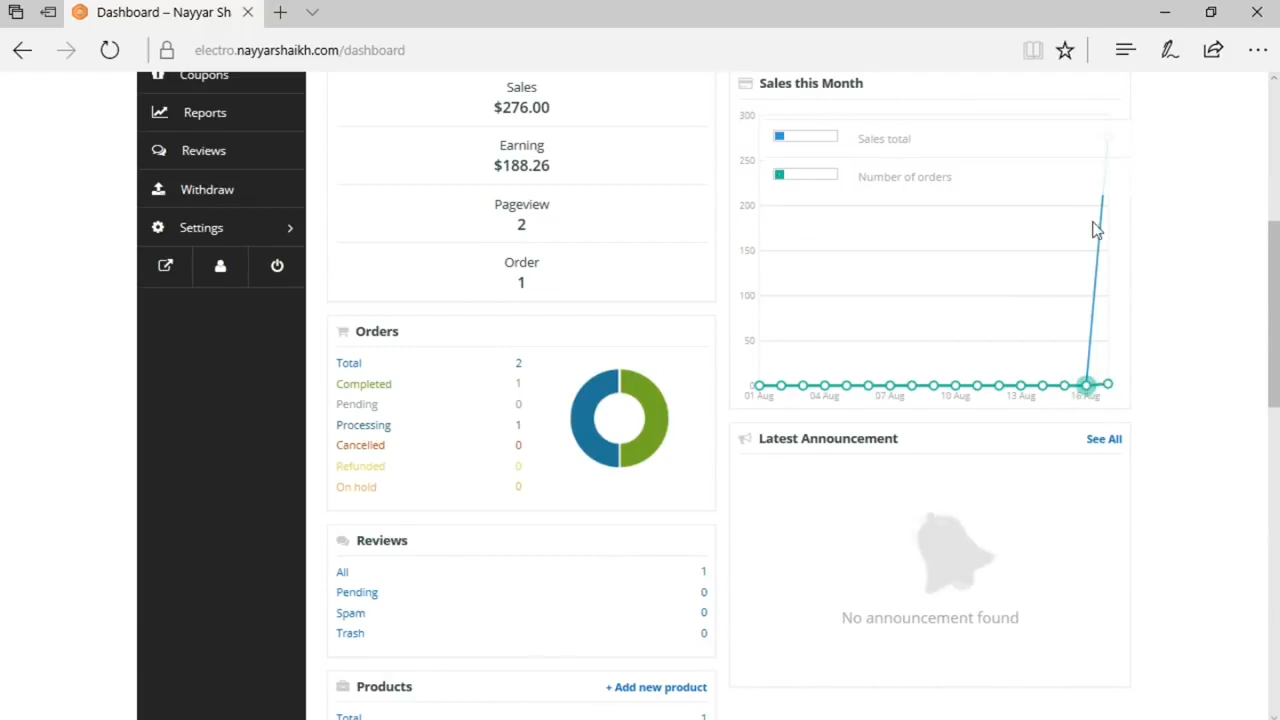 Dashboard – Nayyar Sh
electro.nayyarshaikh.com/dashboard
Coupons
Reports
Reviews
Withdraw
Settings
Sales
$276.00
Earning
$188.26
Pageview
2
Order
1
Orders
Total 2
Completed 1
Pending 0
Processing 1
Cancelled 0
Refunded 0
On hold 0
Reviews
All 1
Pending 0
Spam 0
Trash 0
Products + Add new product
Total 1
Sales this Month
300
Sales total
250
Number of orders
200
150
100
50
0
01 Aug 04 Aug 07 Aug 10 Aug 13 Aug 16 Aug
Latest Announcement See All
No announcement found